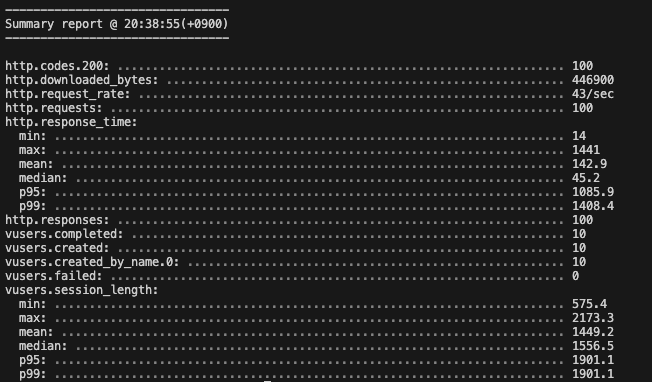 --------------------------------
Summary report @ 20:38:55(+0900)
--------------------------------
http.codes.200: ................................................................. 100
http.downloaded_bytes: .......................................................... 446900
http.request_rate: .............................................................. 43/sec
http.requests: .................................................................. 100
http.response_time:
  min: .......................................................................... 14
  max: .......................................................................... 1441
  mean: ......................................................................... 142.9
  median: ....................................................................... 45.2
  p95: .......................................................................... 1085.9
  p99: .......................................................................... 1408.4
http.responses: ................................................................. 100
vusers.completed: ............................................................... 10
vusers.created: ................................................................. 10
vusers.created_by_name.0: ....................................................... 10
vusers.failed: .................................................................. 0
vusers.session_length:
  min: .......................................................................... 575.4
  max: .......................................................................... 2173.3
  mean: ......................................................................... 1449.2
  median: ....................................................................... 1556.5
  p95: .......................................................................... 1901.1
  p99: .......................................................................... 1901.1